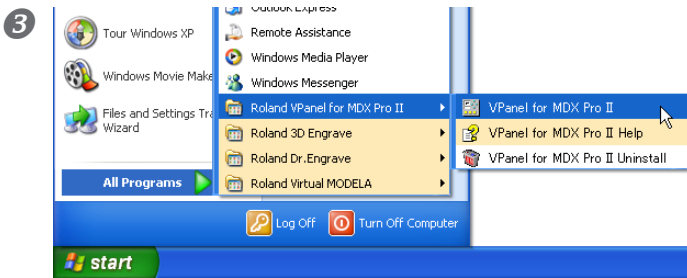 3
Outlook Express
Tour Windows XP
Remote Assistance
Windows Media Player
Windows Movie Make
Windows Messenger
Files and Settings Tra
Wizard
Roland VPanel for MDX Pro II
VPanel for MDX Pro II
Roland 3D Engrave
VPanel for MDX Pro II Help
Roland Dr.Engrave
VPanel for MDX Pro II Uninstall
All Programs
Roland Virtual MODELA
Log Off
Turn Off Computer
start